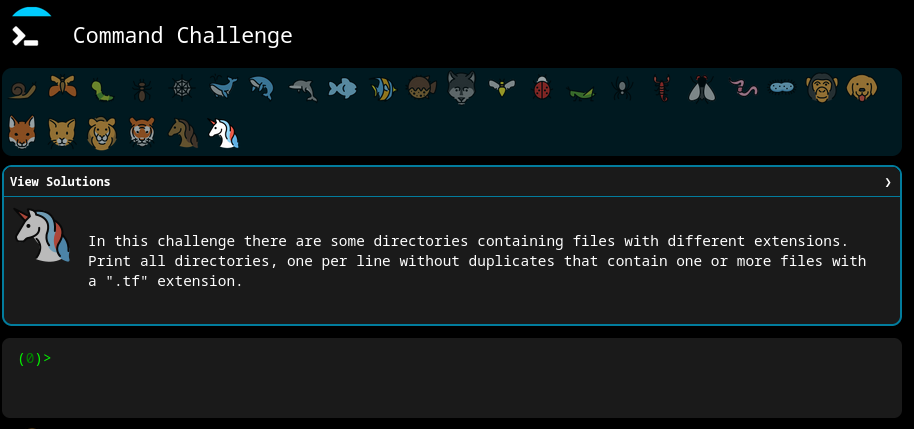 Command Challenge
View Solutions
In this challenge there are some directories containing files with different extensions.
Print all directories, one per line without duplicates that contain one or more files with
a ".tf" extension.
(0)>